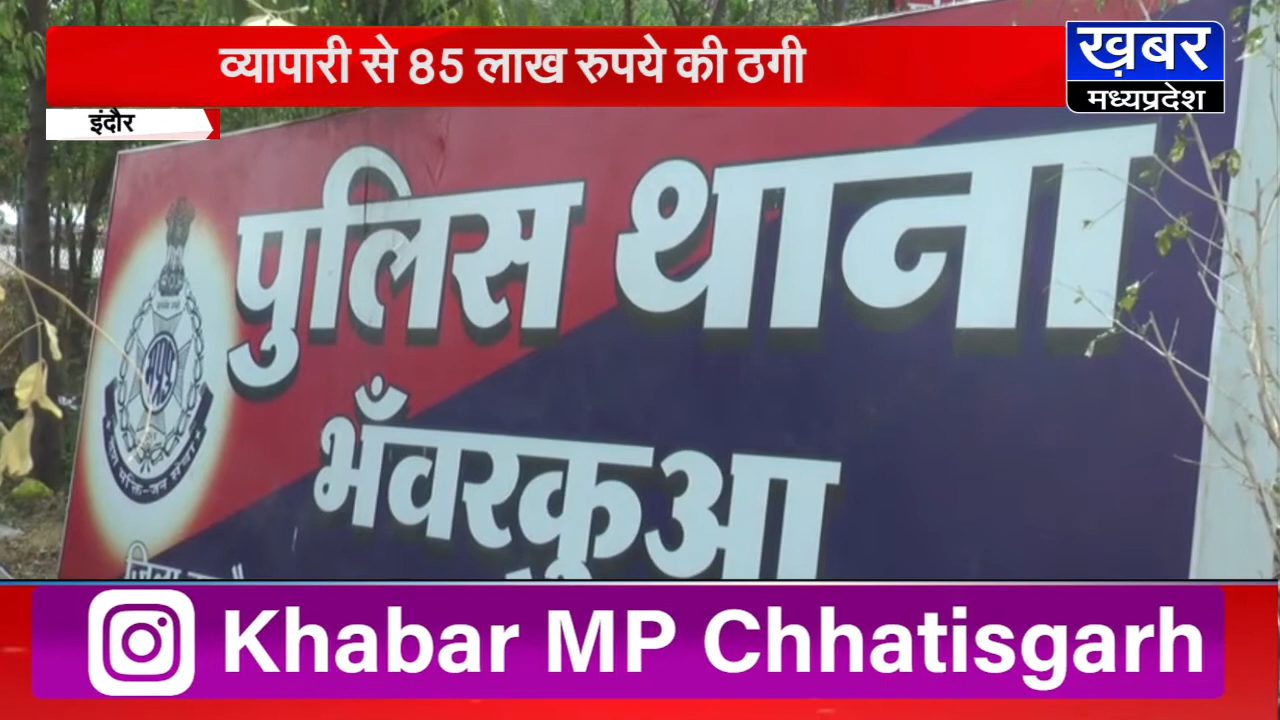 व्यापारी से 85 लाख रुपये की ठगी
ख़बर
मध्यप्रदेश
इंदौर
पुलिस थाना
भँवरकुआ
Khabar MP Chhatisgarh